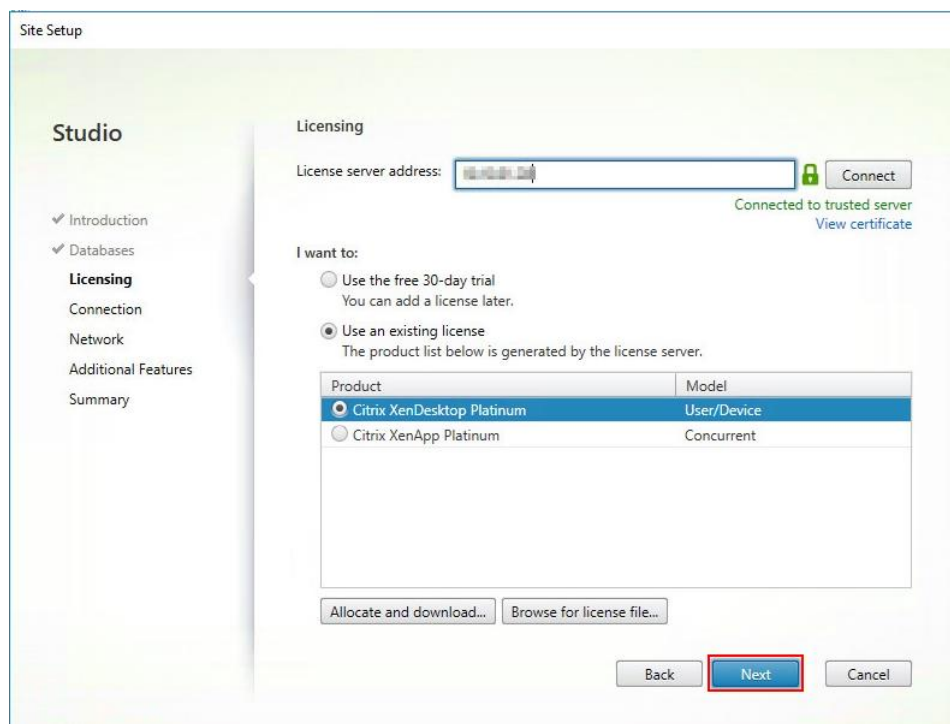 Site Setup
Studio
Introduction
Databases
Licensing
Connection
Network
Additional Features
Summary
Licensing
License server address:
Connect
Connected to trusted server
View certificate
I want to:
Use the free 30-day trial
You can add a license later.
Use an existing license
The product list below is generated by the license server.
Product Model
Citrix XenDesktop Platinum User/Device
Citrix XenApp Platinum Concurrent
Allocate and download... Browse for license file...
Back Next Cancel